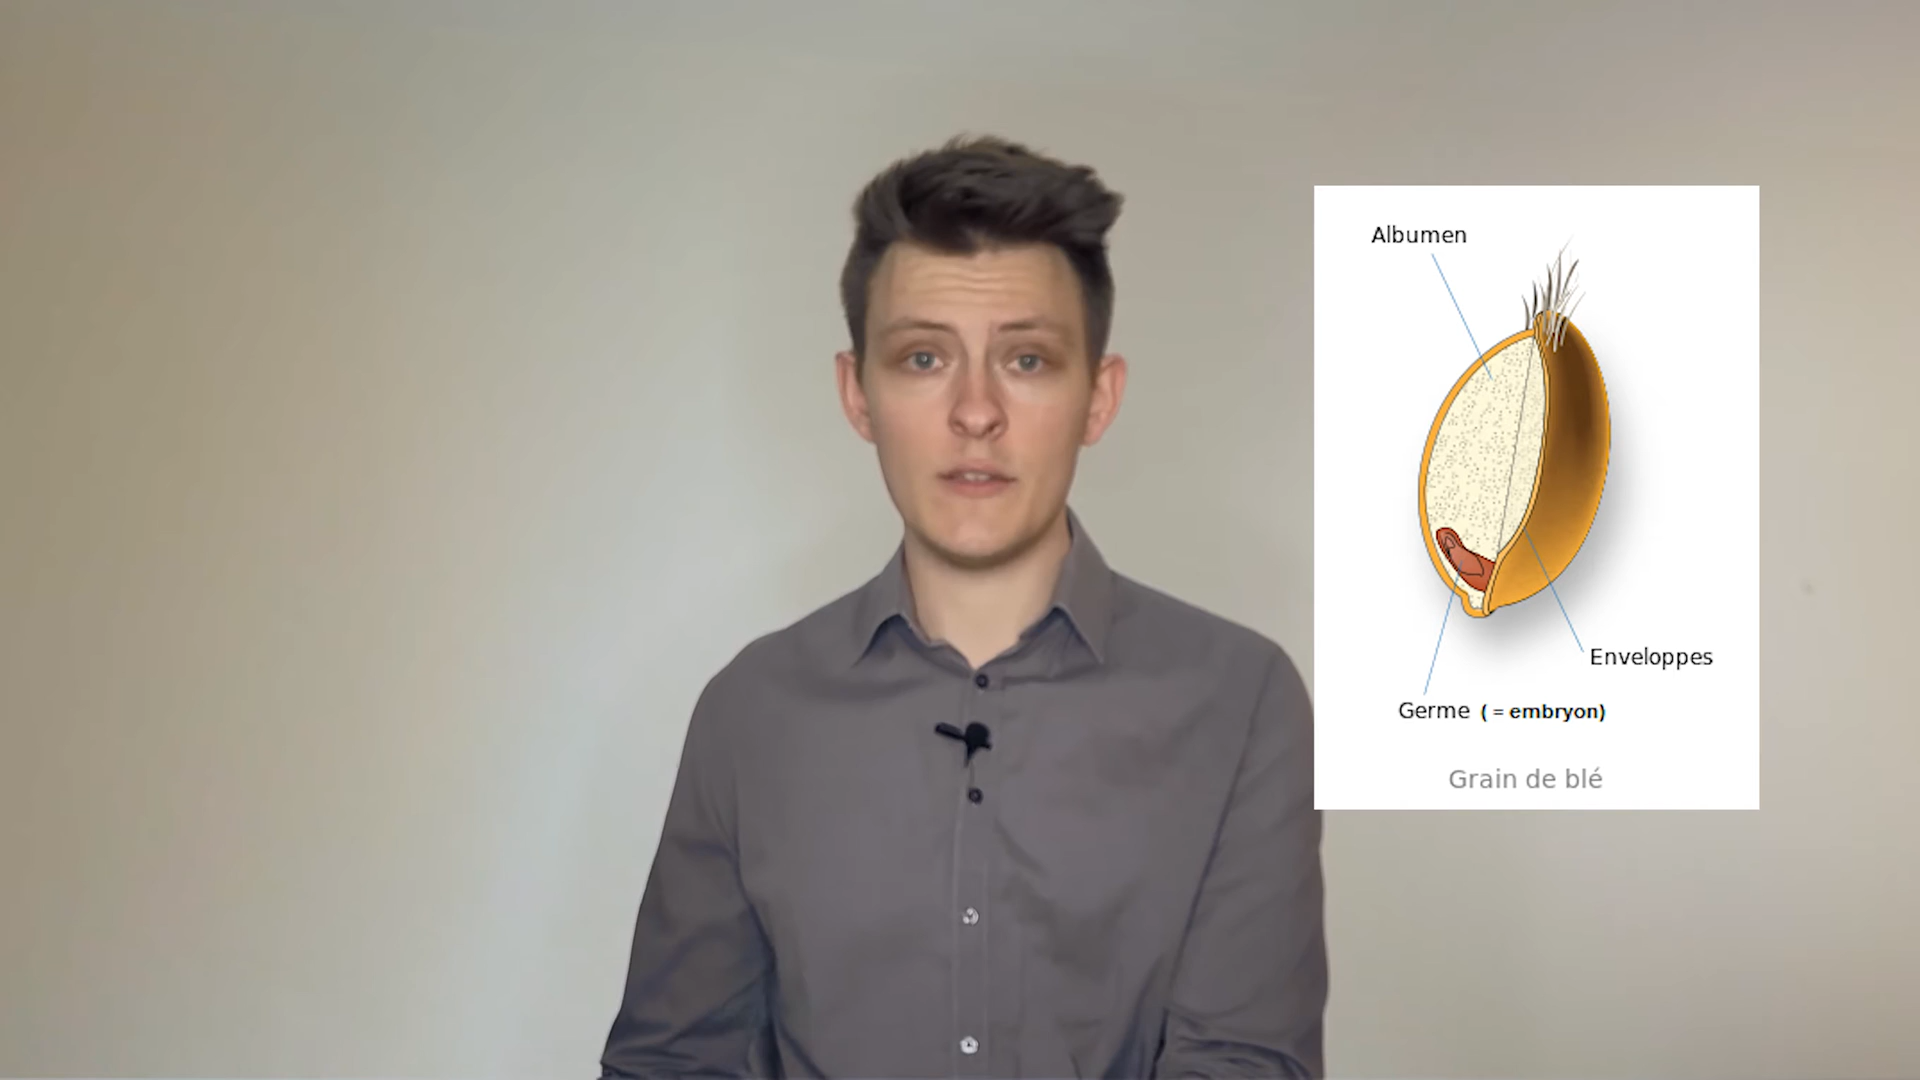 Albumen
Enveloppes
Germe ( = embryon)
Grain de blé